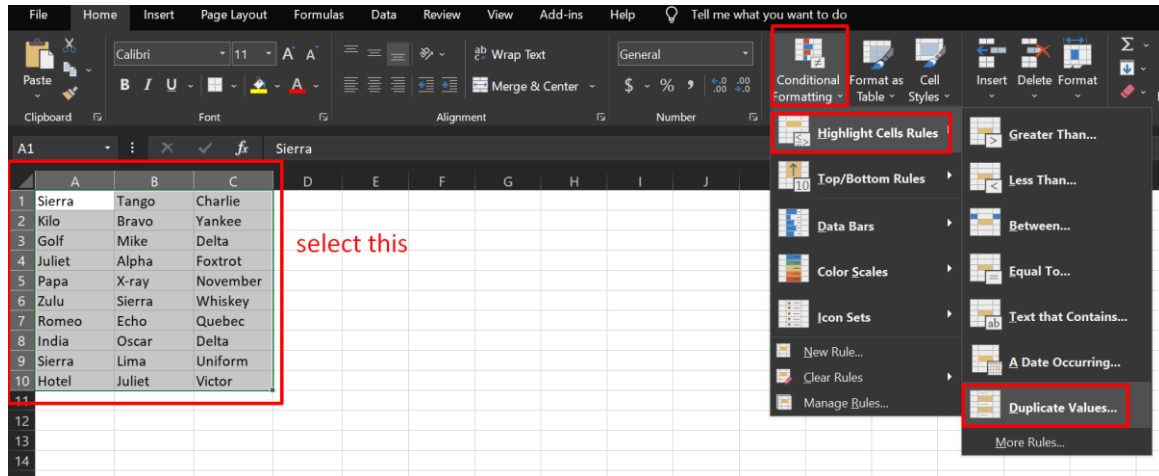 File Home Insert Page Layout Formulas Data Review View Add-ins Help Tell me what you want to do
Paste
Clipboard
Calibri 11 A A
B I U A
Font
ab Wrap Text
Merge & Center
Alignment
General
$ % , .00 .0
Number
Conditional Formatting
Format as Table
Cell Styles
Insert Delete Format
Σ
A1 fx Sierra
A B C D E F G H I J
1 Sierra Tango Charlie
2 Kilo Bravo Yankee
3 Golf Mike Delta
4 Juliet Alpha Foxtrot
5 Papa X-ray November
6 Zulu Sierra Whiskey
7 Romeo Echo Quebec
8 India Oscar Delta
9 Sierra Lima Uniform
10 Hotel Juliet Victor
11
12
13
14
select this
Highlight Cells Rules
Top/Bottom Rules
Data Bars
Color Scales
Icon Sets
New Rule...
Clear Rules
Manage Rules...
Greater Than...
Less Than...
Between...
Equal To...
Text that Contains...
A Date Occurring...
Duplicate Values...
More Rules...